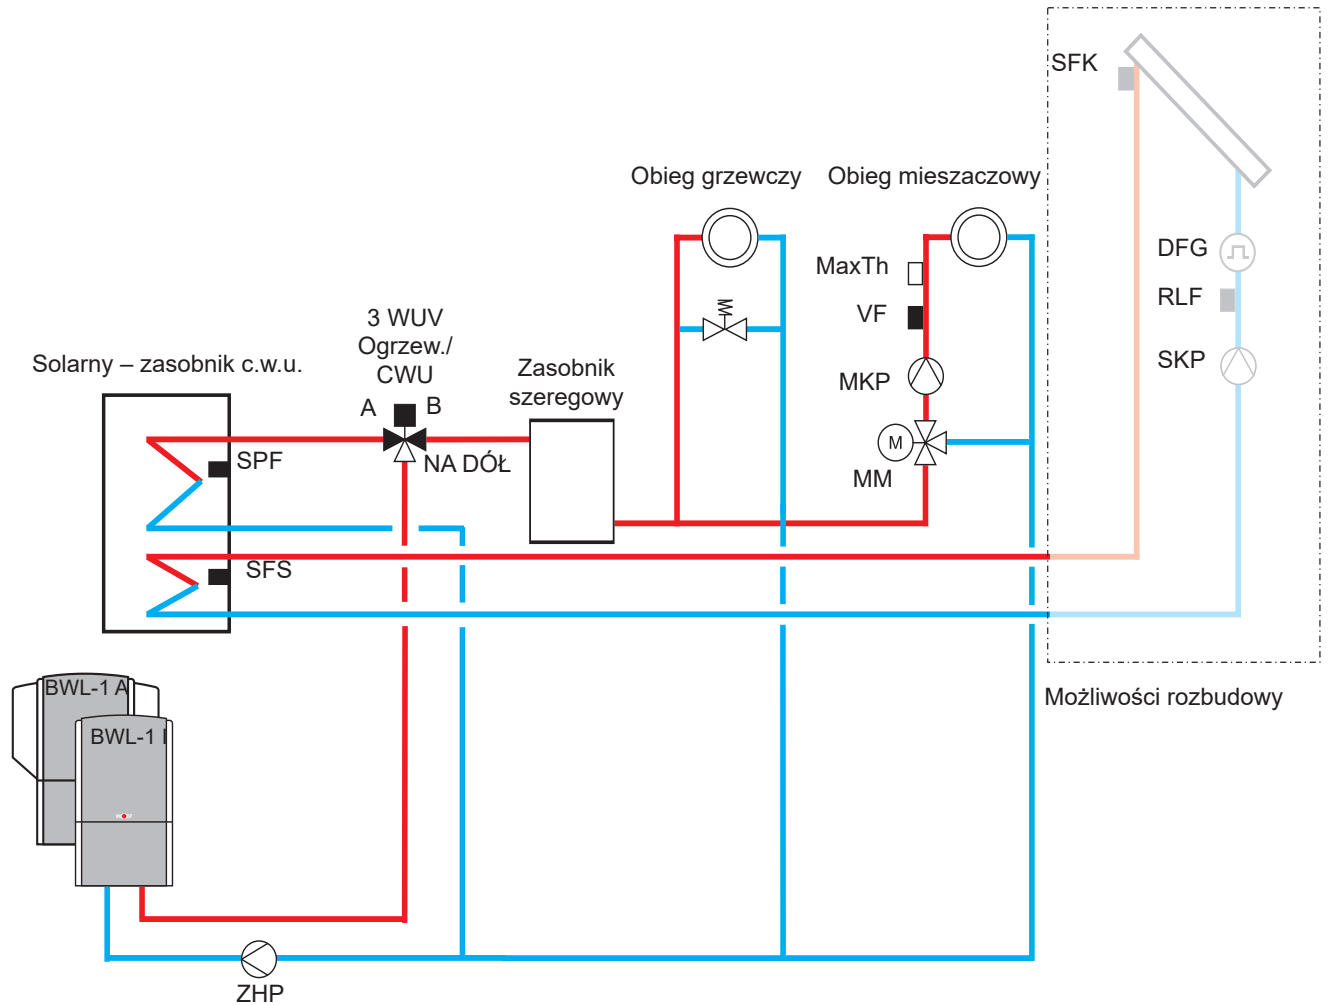 SFK
Obieg grzewczy
Obieg mieszaczowy
DFG
MaxTh
RLF
VF
3 WUV
Ogrzew./
CWU
Solarny – zasobnik c.w.u.
Zasobnik
szeregowy
SKP
MKP
A
B
M
SPF
NA DÓŁ
MM
SFS
BWL-1 A
Możliwości rozbudowy
BWL-1 I
ZHP